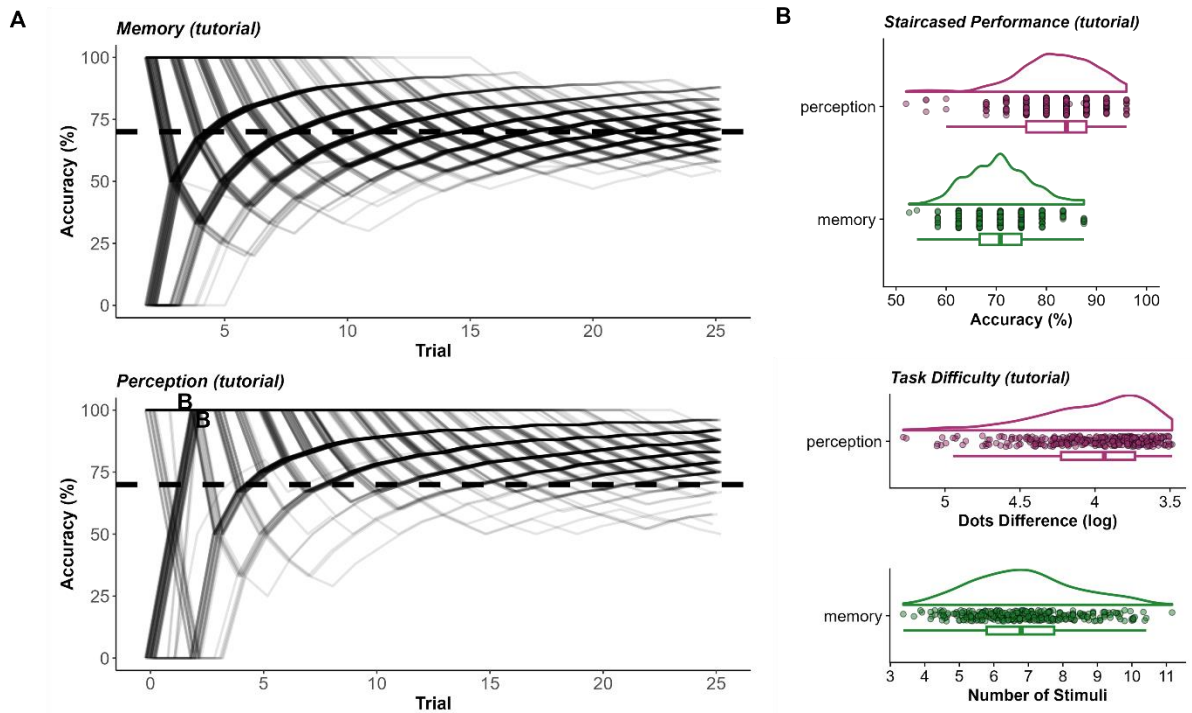 A
Memory (tutorial)
Accuracy (%)
100
75
50
25
0
5
10
15
20
25
Trial
Perception (tutorial)
B
B
Accuracy (%)
100
75
50
25
0
0
5
10
15
20
25
Trial
B
Staircased Performance (tutorial)
perception
memory
50
60
70
80
90
100
Accuracy (%)
Task Difficulty (tutorial)
perception
5
4.5
4
3.5
Dots Difference (log)
memory
3
4
5
6
7
8
9
10
11
Number of Stimuli